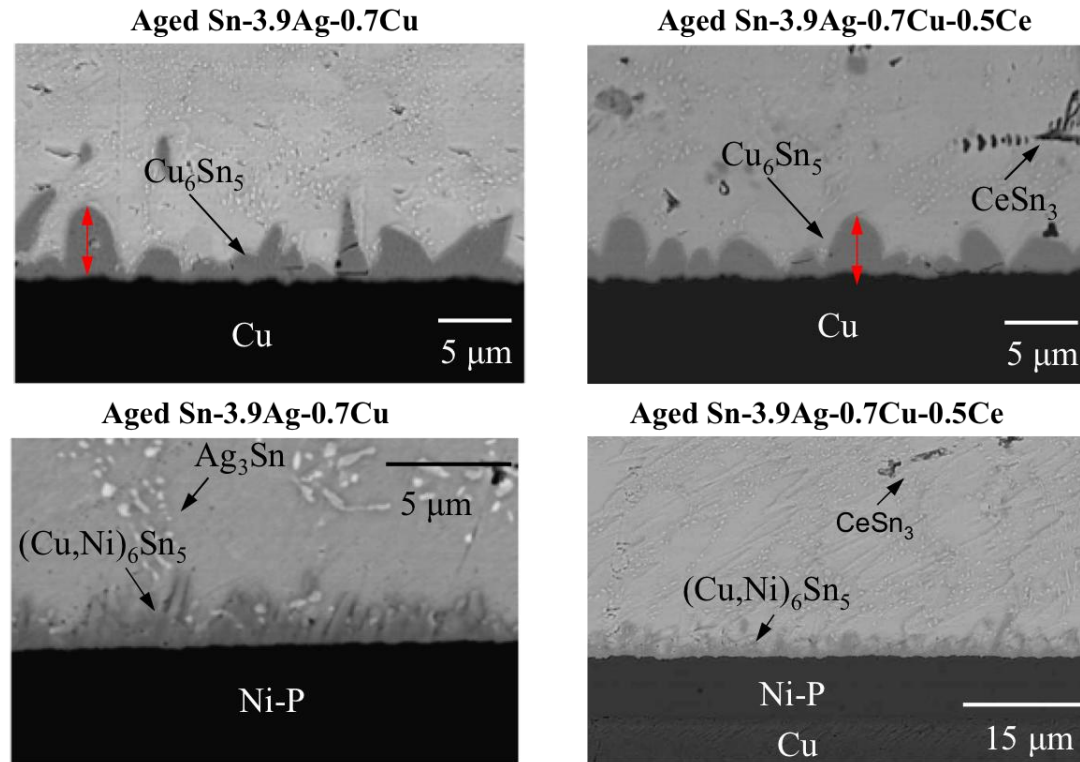 Aged Sn-3.9Ag-0.7Cu
Aged Sn-3.9Ag-0.7Cu-0.5Ce
Cu₆Sn₅
Cu
5 μm
Cu₆Sn₅
CeSn₃
Cu
5 μm
Aged Sn-3.9Ag-0.7Cu
Aged Sn-3.9Ag-0.7Cu-0.5Ce
Ag₃Sn
5 μm
(Cu,Ni)₆Sn₅
Ni-P
CeSn₃
(Cu,Ni)₆Sn₅
Ni-P
15 μm
Cu